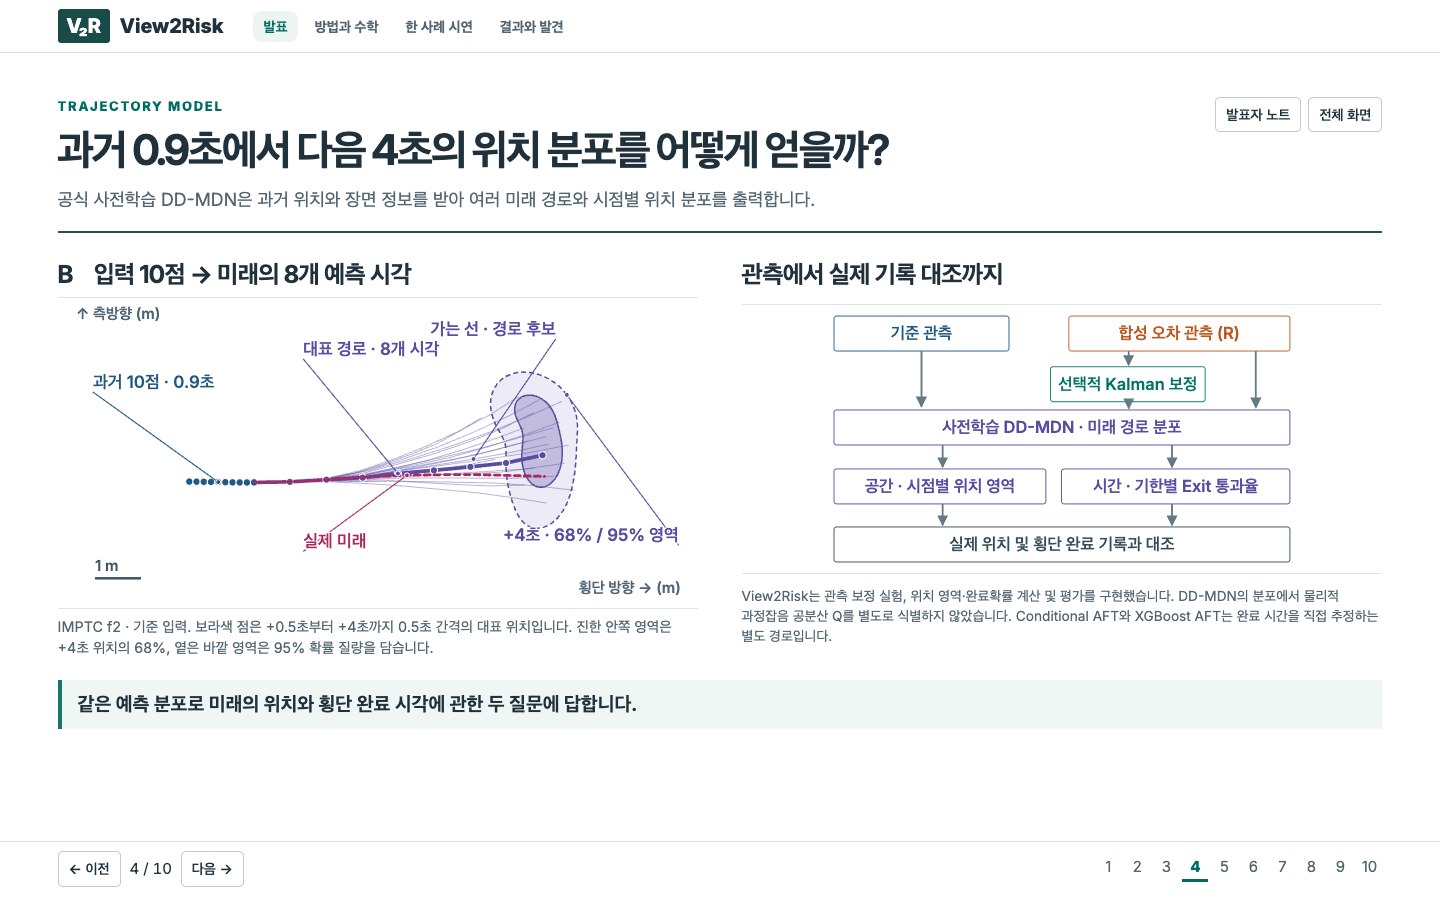 V2R View2Risk 발표 방법과 수학 한 사례 시연 결과와 발견
TRAJECTORY MODEL
발표자 노트 전체 화면
과거 0.9초에서 다음 4초의 위치 분포를 어떻게 얻을까?
공식 사전학습 DD-MDN은 과거 위치와 장면 정보를 받아 여러 미래 경로와 시점별 위치 분포를 출력합니다.
B 입력 10점 → 미래의 8개 예측 시각
↑ 측방향 (m)
가는 선 · 경로 후보
대표 경로 · 8개 시각
과거 10점 · 0.9초
실제 미래
+4초 · 68% / 95% 영역
1 m
횡단 방향 → (m)
IMPTC f2 · 기준 입력. 보라색 점은 +0.5초부터 +4초까지 0.5초 간격의 대표 위치입니다. 진한 안쪽 영역은
+4초 위치의 68%, 옅은 바깥 영역은 95% 확률 질량을 담습니다.
관측에서 실제 기록 대조까지
기준 관측
합성 오차 관측 (R)
선택적 Kalman 보정
사전학습 DD-MDN · 미래 경로 분포
공간 · 시점별 위치 영역
시간 · 기한별 Exit 통과율
실제 위치 및 횡단 완료 기록과 대조
View2Risk는 관측 보정 실험, 위치 영역·완료확률 계산 및 평가를 구현했습니다. DD-MDN의 분포에서 물리적
과정잡음 공분산 Q를 별도로 식별하지 않았습니다. Conditional AFT와 XGBoost AFT는 완료 시간을 직접 추정하는
별도 경로입니다.
같은 예측 분포로 미래의 위치와 횡단 완료 시각에 관한 두 질문에 답합니다.
← 이전 4 / 10 다음 →
1 2 3 4 5 6 7 8 9 10